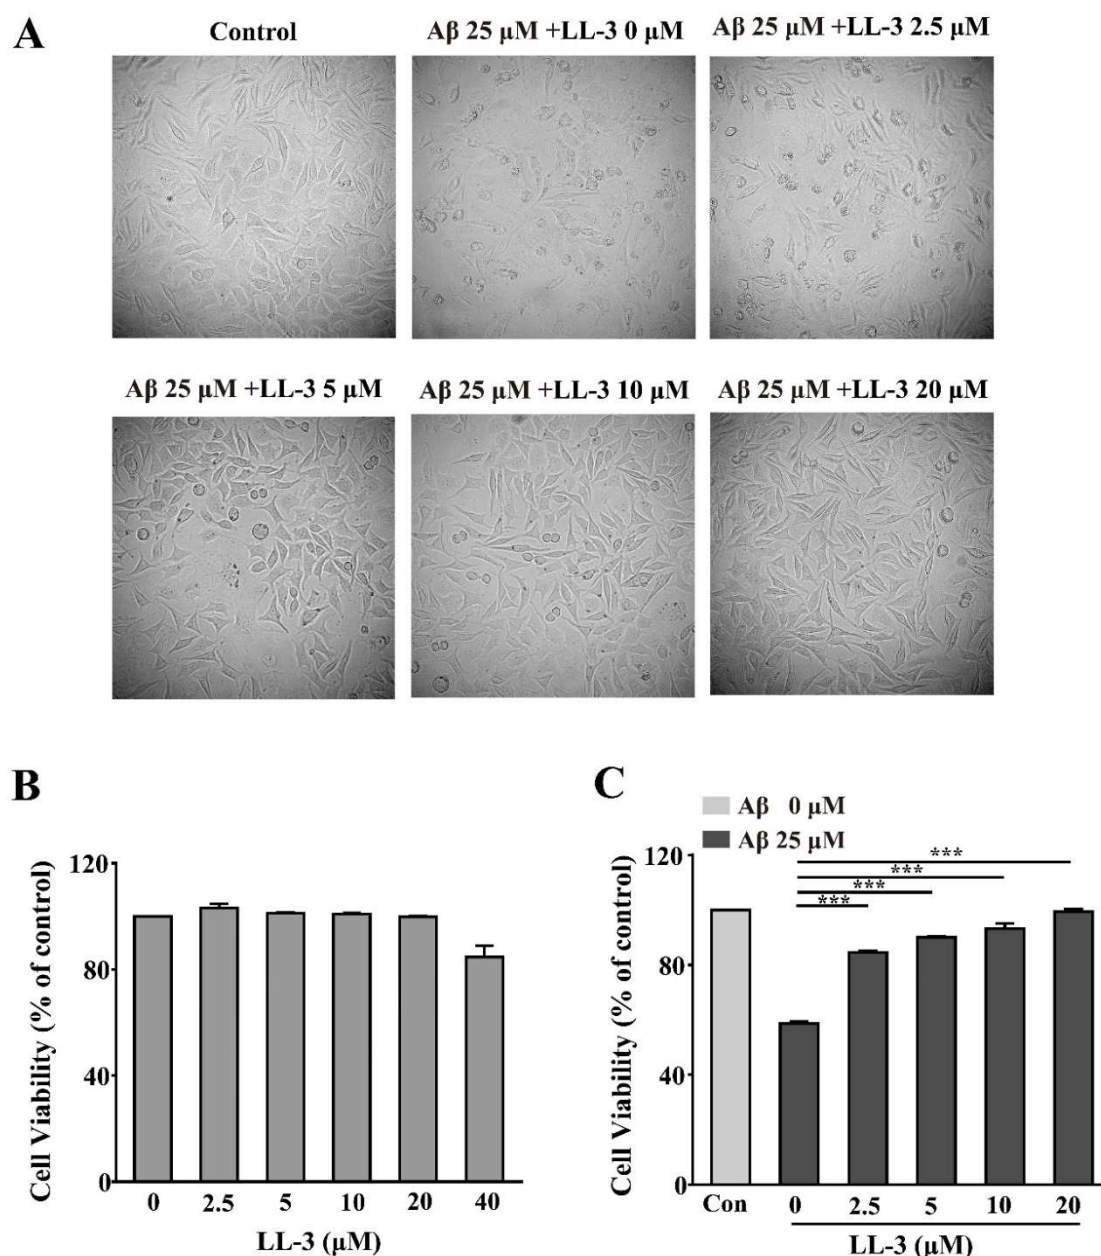 A
Control
Aβ 25 μM +LL-3 0 μM
Aβ 25 μM +LL-3 2.5 μM
Aβ 25 μM +LL-3 5 μM
Aβ 25 μM +LL-3 10 μM
Aβ 25 μM +LL-3 20 μM
B
Cell Viability (% of control)
120
80
40
0
0 2.5 5 10 20 40
LL-3 (μM)
C
Aβ 0 μM
Aβ 25 μM
Cell Viability (% of control)
120
80
40
0
***
***
***
***
Con 0 2.5 5 10 20
LL-3 (μM)